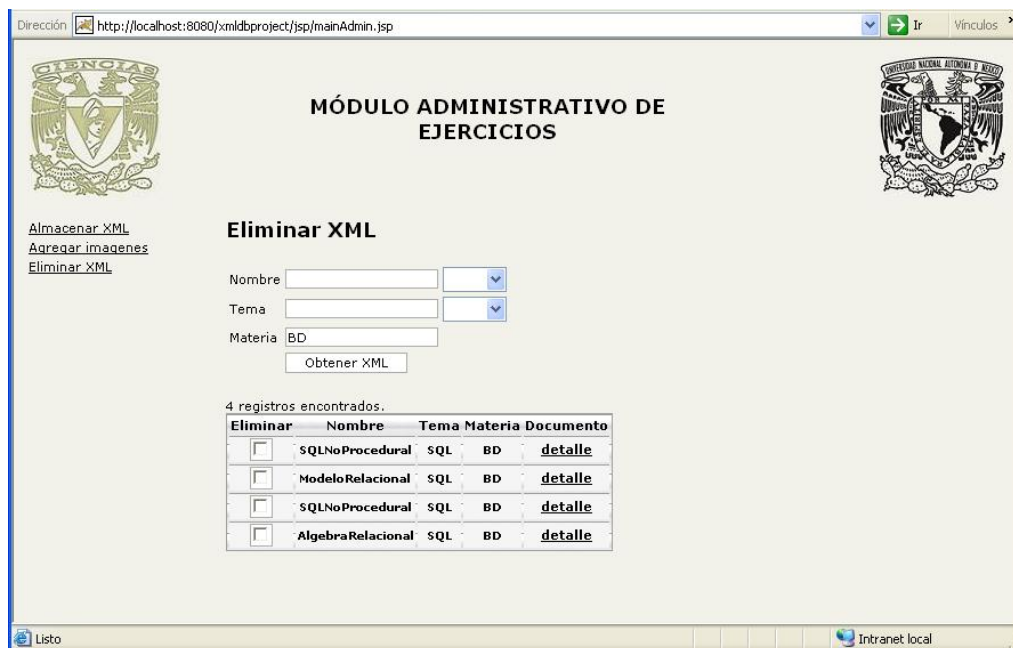 Dirección http://localhost:8080/xmldbproject/jsp/mainAdmin.jsp Ir Vínculos
CIENCIAS
MÓDULO ADMINISTRATIVO DE
EJERCICIOS
Almacenar XML
Agregar imagenes
Eliminar XML
Eliminar XML
Nombre
Tema
Materia BD
Obtener XML
4 registros encontrados.
Eliminar Nombre Tema Materia Documento
SQLNoProcedural SQL BD detalle
ModeloRelacional SQL BD detalle
SQLNoProcedural SQL BD detalle
AlgebraRelacional SQL BD detalle
Listo Intranet local